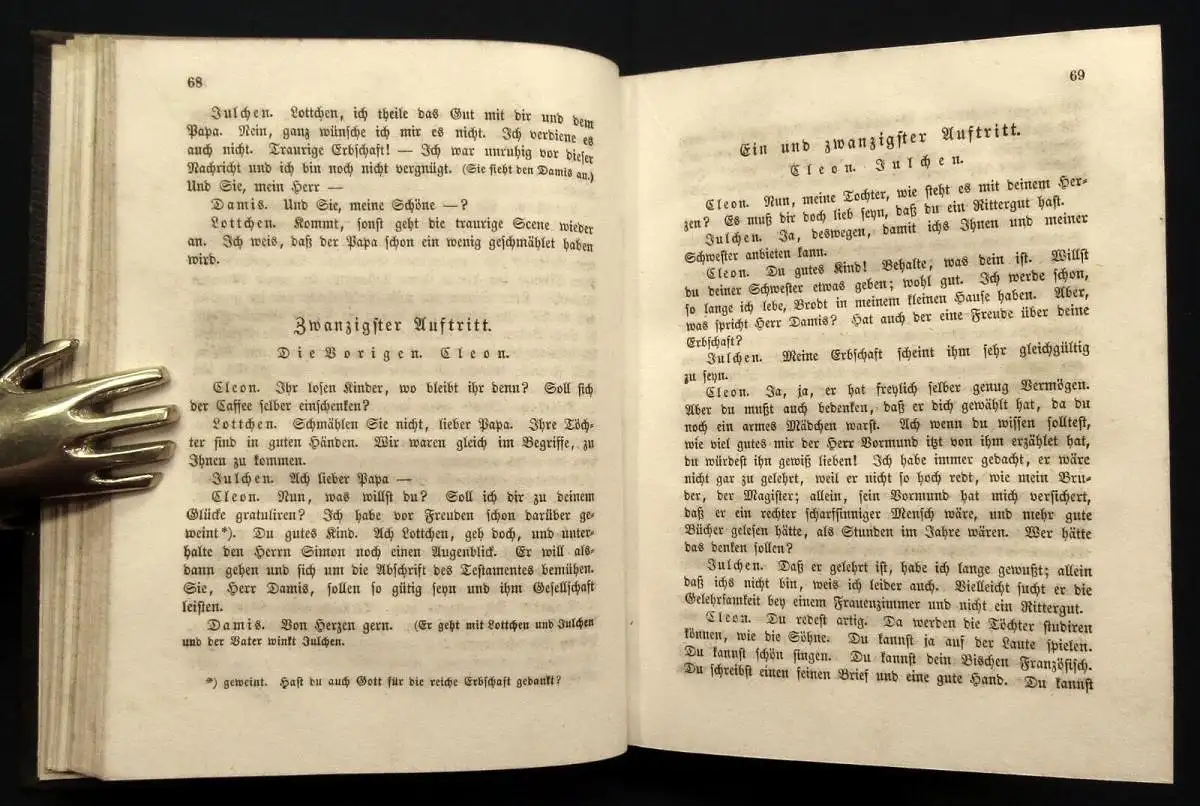 68
Julchen. Lottchen, ich theile das Gut mit dir und dem
Papa. Nein, ganz wünsche ich mir es nicht. Ich verdiene es
auch nicht. Traurige Erbschaft! — Ich war unruhig vor dieser
Nachricht und ich bin noch nicht vergnügt. (Sie sieht den Damis an.)
Und Sie, mein Herr —
Damis. Und Sie, meine Schöne —?
Lottchen. Kommt, sonst geht die traurige Scene wieder
an. Ich weis, daß der Papa schon ein wenig geschmählet haben
wird.
Zwanzigster Auftritt.
Die Vorigen. Cleon.
Cleon. Ihr losen Kinder, wo bleibt ihr denn? Soll sich
der Caffee selber einschenken?
Lottchen. Schmählen Sie nicht, lieber Papa. Ihre Töch-
ter sind in guten Händen. Wir waren gleich im Begriffe, zu
Ihnen zu kommen.
Julchen. Ach lieber Papa —
Cleon. Nun, was willst du? Soll ich dir zu deinem
Glücke gratuliren? Ich habe vor Freuden schon darüber ge-
weint*). Du gutes Kind. Ach Lottchen, geh doch, und unter-
halte den Herrn Simon noch einen Augenblick. Er will als-
dann gehen und sich um die Abschrift des Testamentes bemühen.
Sie, Herr Damis, sollen so gütig seyn und ihm Gesellschaft
leisten.
Damis. Von Herzen gern. (Er geht mit Lottchen und Julchen
und der Vater winkt Julchen.
*) geweint. Hast du auch Gott für die reiche Erbschaft gedankt?
69
Ein und zwanzigster Auftritt.
Cleon. Julchen.
Cleon. Nun, meine Tochter, wie steht es mit deinem Her-
zen? Es muß dir doch lieb seyn, daß du ein Rittergut hast.
Julchen. Ja, deswegen, damit ichs Ihnen und meiner
Schwester anbieten kann.
Cleon. Du gutes Kind! Behalte, was dein ist. Willst
du deiner Schwester etwas geben; wohl gut. Ich werde schon,
so lange ich lebe, Brodt in meinem kleinen Hause haben. Aber,
was spricht Herr Damis? Hat auch der eine Freude über deine
Erbschaft?
Julchen. Meine Erbschaft scheint ihm sehr gleichgültig
zu seyn.
Cleon. Ja, ja, er hat freylich selber genug Vermögen.
Aber du mußt auch bedenken, daß er dich gewählt hat, da du
noch ein armes Mädchen warst. Ach wenn du wissen solltest,
wie viel gutes mir der Herr Vormund itzt von ihm erzählet hat,
du würdest ihn gewiß lieben! Ich habe immer gedacht, er wäre
nicht gar zu gelehrt, weil er nicht so hoch redt, wie mein Bru-
der, der Magister; allein, sein Vormund hat mich versichert,
daß er ein rechter scharfsinniger Mensch wäre, und mehr gute
Bücher gelesen hätte, als Stunden im Jahre wären. Wer hätte
das denken sollen?
Julchen. Daß er gelehrt ist, habe ich lange gewußt; allein
daß ichs nicht bin, weis ich leider auch. Vielleicht sucht er die
Gelehrsamkeit bey einem Frauenzimmer und nicht ein Rittergut.
Cleon. Du redest artig. Da werden die Töchter studiren
können, wie die Söhne. Du kannst ja auf der Laute spielen.
Du kannst schön singen. Du kannst dein Bischen Französisch.
Du schreibst einen feinen Brief und eine gute Hand. Du kannst